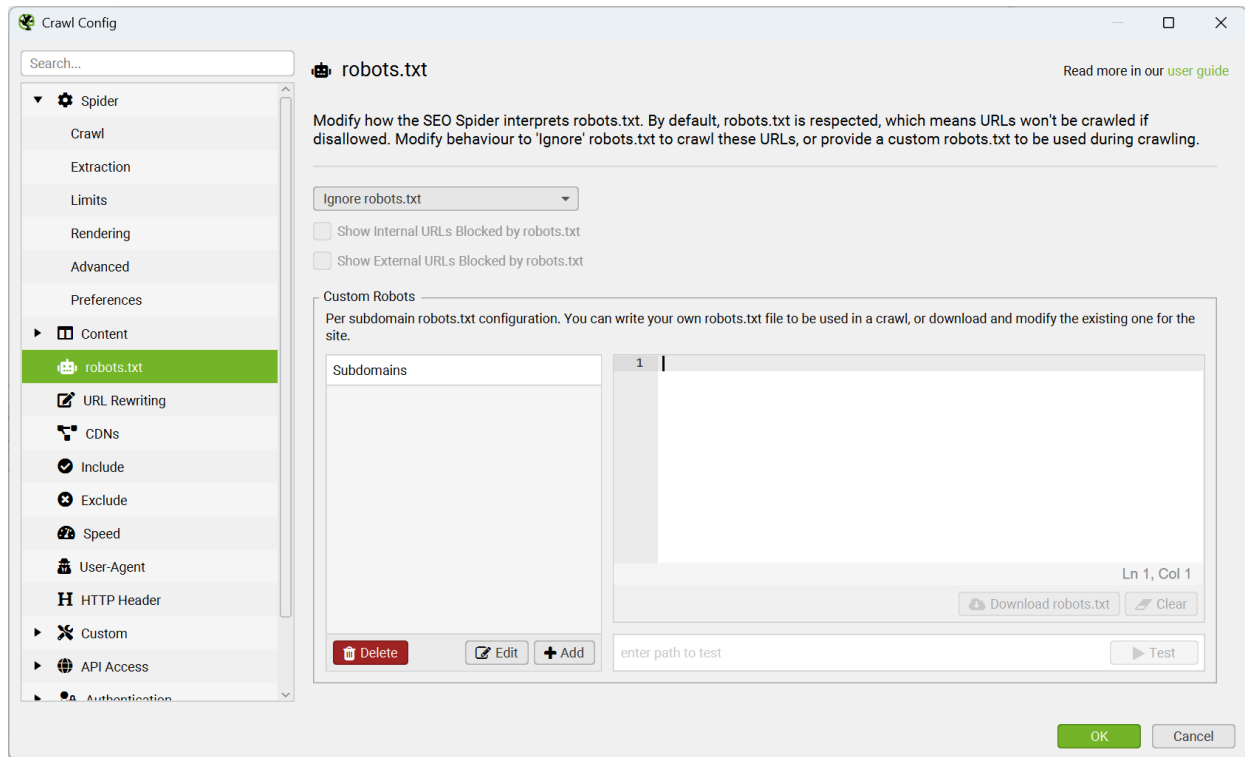 Crawl Config
Search...
Spider
Crawl
Extraction
Limits
Rendering
Advanced
Preferences
Content
robots.txt
URL Rewriting
CDNs
Include
Exclude
Speed
User-Agent
HTTP Header
Custom
API Access
Authentication
robots.txt
Read more in our user guide
Modify how the SEO Spider interprets robots.txt. By default, robots.txt is respected, which means URLs won't be crawled if
disallowed. Modify behaviour to 'Ignore' robots.txt to crawl these URLs, or provide a custom robots.txt to be used during crawling.
Ignore robots.txt
Show Internal URLs Blocked by robots.txt
Show External URLs Blocked by robots.txt
Custom Robots
Per subdomain robots.txt configuration. You can write your own robots.txt file to be used in a crawl, or download and modify the existing one for the
site.
Subdomains
1
Ln 1, Col 1
Download robots.txt Clear
Delete Edit Add
enter path to test Test
OK Cancel